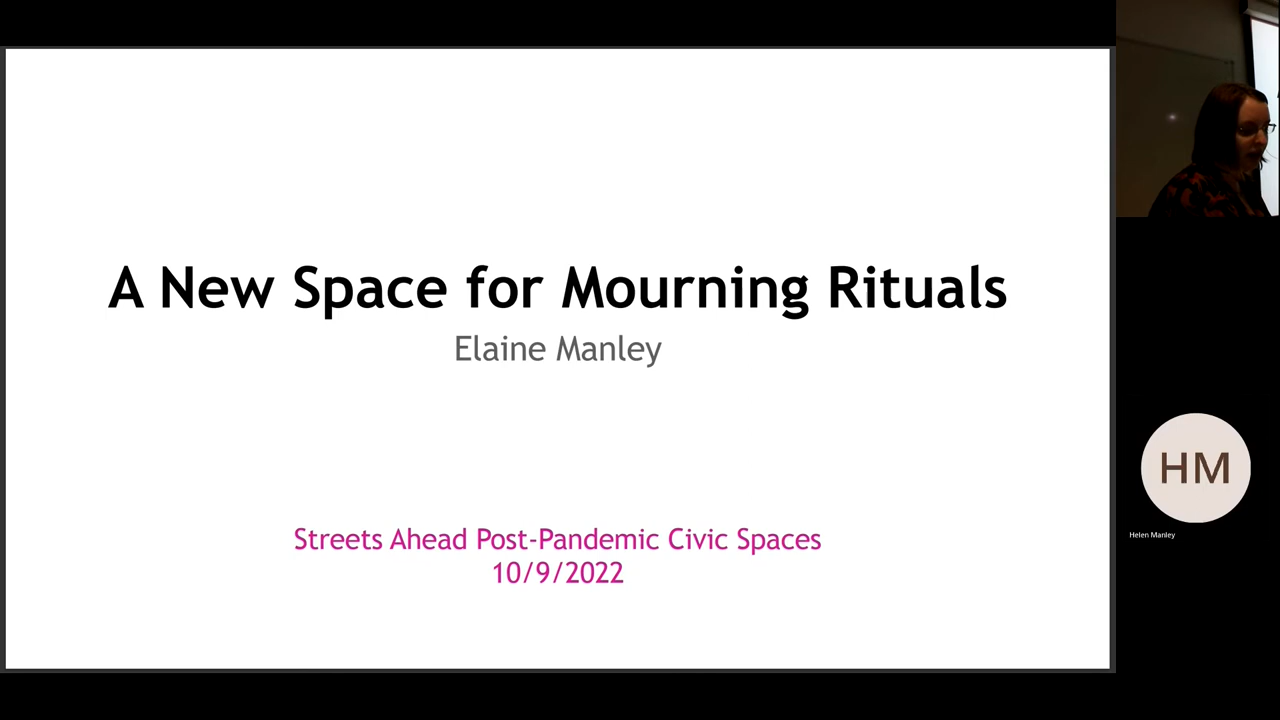 A New Space for Mourning Rituals
Elaine Manley
Streets Ahead Post-Pandemic Civic Spaces
10/9/2022
HM
Helen Manley